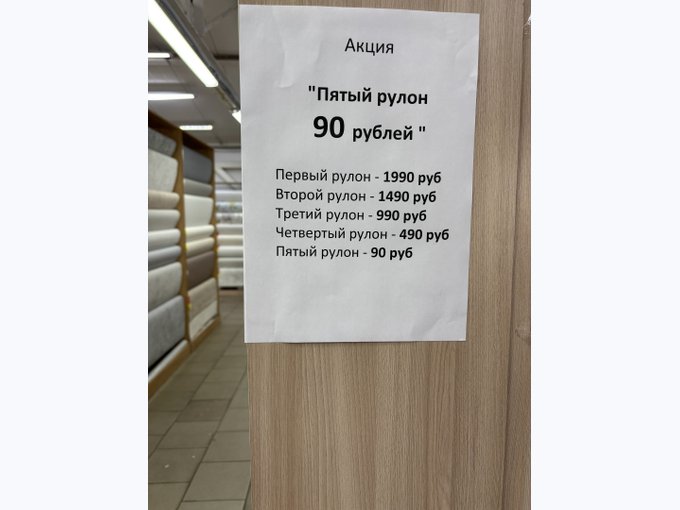 Акция
"Пятый рулон
90 рублей "
Первый рулон - 1990 руб
Второй рулон - 1490 руб
Третий рулон - 990 руб
Четвертый рулон - 490 руб
Пятый рулон - 90 руб